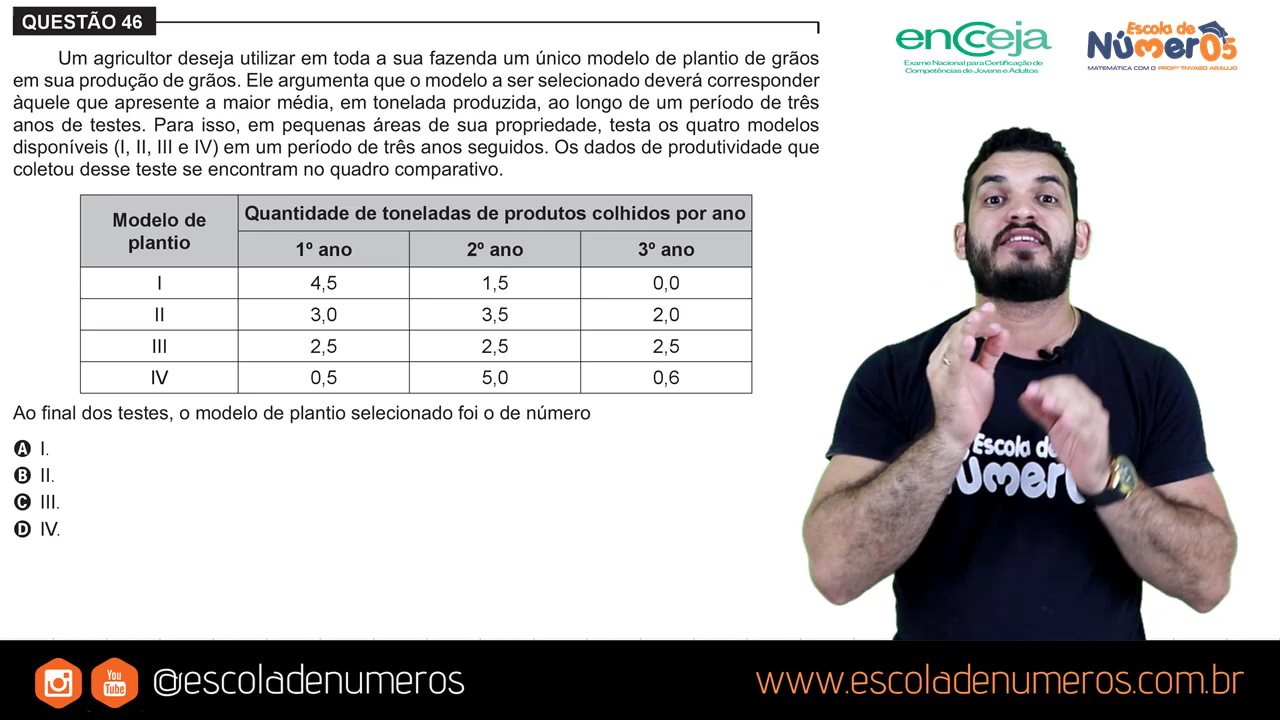 QUESTÃO 46
Um agricultor deseja utilizar em toda a sua fazenda um único modelo de plantio de grãos
em sua produção de grãos. Ele argumenta que o modelo a ser selecionado deverá corresponder
àquele que apresente a maior média, em tonelada produzida, ao longo de um período de três
anos de testes. Para isso, em pequenas áreas de sua propriedade, testa os quatro modelos
disponíveis (I, II, III e IV) em um período de três anos seguidos. Os dados de produtividade que
coletou desse teste se encontram no quadro comparativo.
Modelo de
plantio
Quantidade de toneladas de produtos colhidos por ano
1º ano 2º ano 3º ano
I 4,5 1,5 0,0
II 3,0 3,5 2,0
III 2,5 2,5 2,5
IV 0,5 5,0 0,6
Ao final dos testes, o modelo de plantio selecionado foi o de número
A I.
B II.
C III.
D IV.
encceja
Exame Nacional para Certificação de
Competências de Jovens e Adultos
Escola de
Números
MATEMÁTICA COM O PROFº THYAGO ARAUJO
Escola de
Numer
You
Tube
@escoladenumeros
www.escoladenumeros.com.br